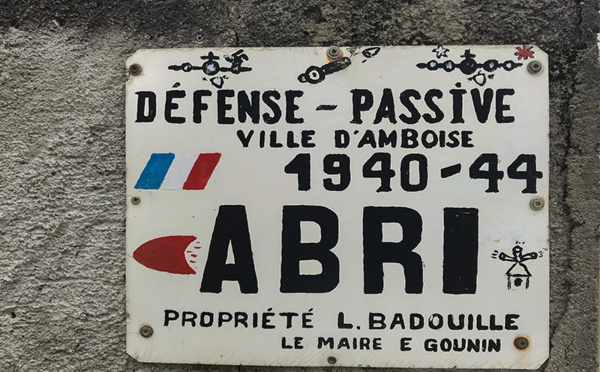 DÉFENSE - PASSIVE
VILLE D'AMBOISE
1940-44
ABRI
PROPRIÉTÉ L. BADOUILLE
LE MAIRE E GOUNIN